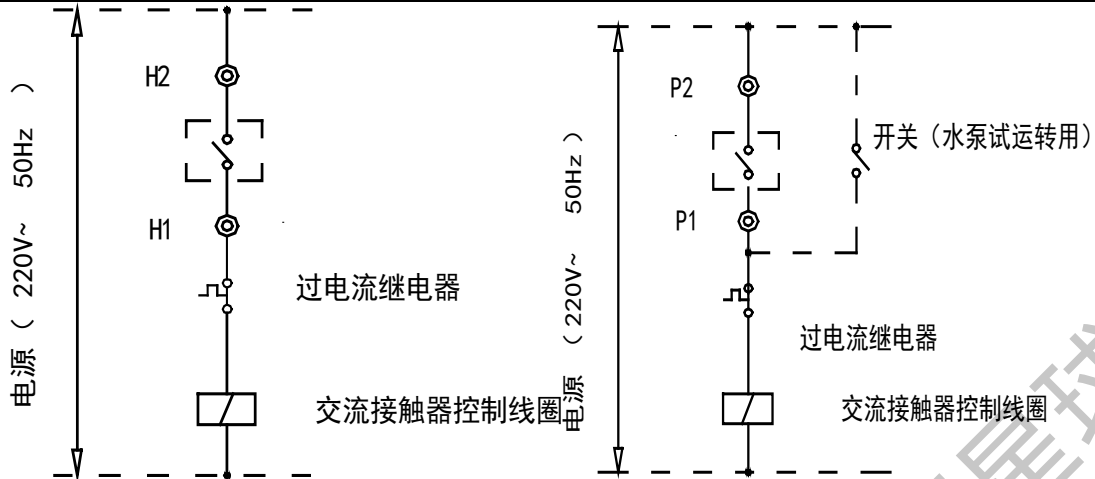 H2
H1
电源（ 220V~ 50Hz ）
过电流继电器
交流接触器控制线圈
P2
P1
电源 （220V~ 50Hz ）
开关（水泵试运转用）
过电流继电器
交流接触器控制线圈
星球